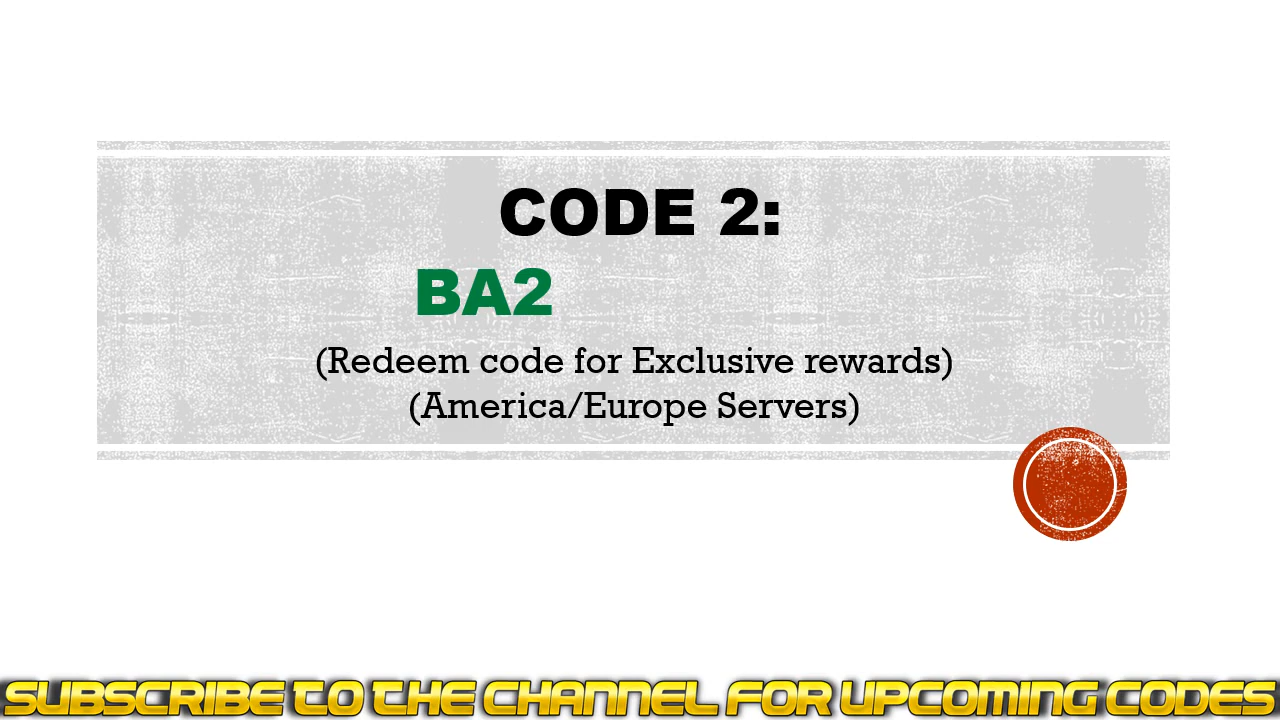 CODE 2:
BA2
(Redeem code for Exclusive rewards)
(America/Europe Servers)
SUBSCRIBE TO THE CHANNEL FOR UPCOMING CODES